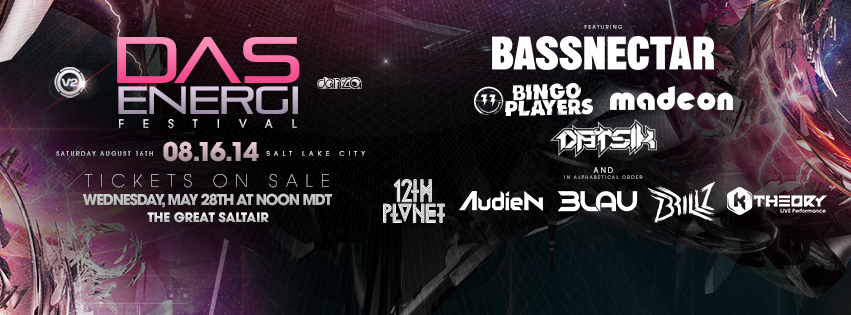 V2
DAS
ENERGI
FESTIVAL
SATURDAY AUGUST 16TH 08.16.14 SALT LAKE CITY
TICKETS ON SALE
WEDNESDAY, MAY 28TH AT NOON MDT
THE GREAT SALTAIR
FEATURING
BASSNECTAR
BINGO
PLAYERS
madeon
DATSIK
AND
IN ALPHABETICAL ORDER
12TH
PLANET
AUDIEN
3LAU
BRILLZ
K THEORY
LIVE Performance